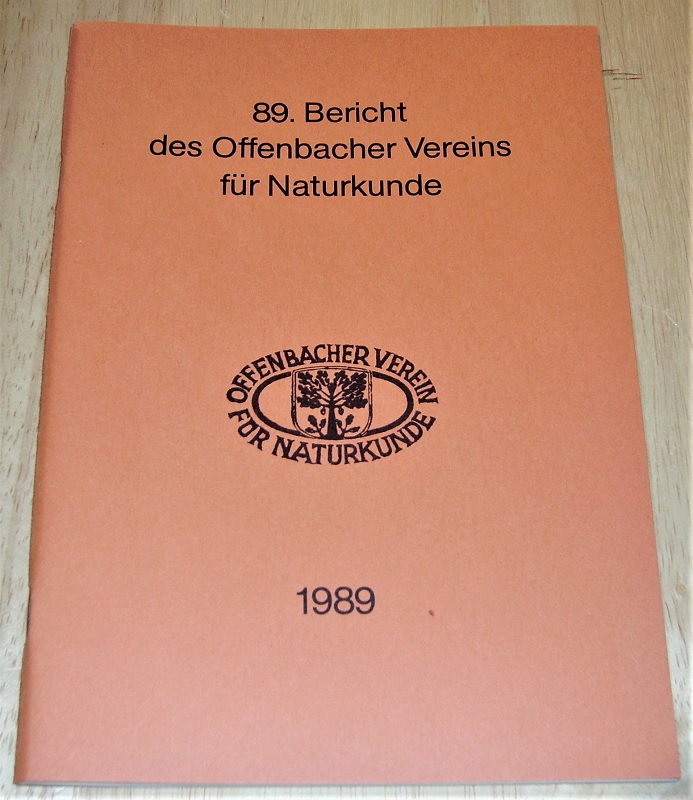 89. Bericht
des Offenbacher Vereins
für Naturkunde
OFFENBACHER VEREIN
FÜR NATURKUNDE
1989